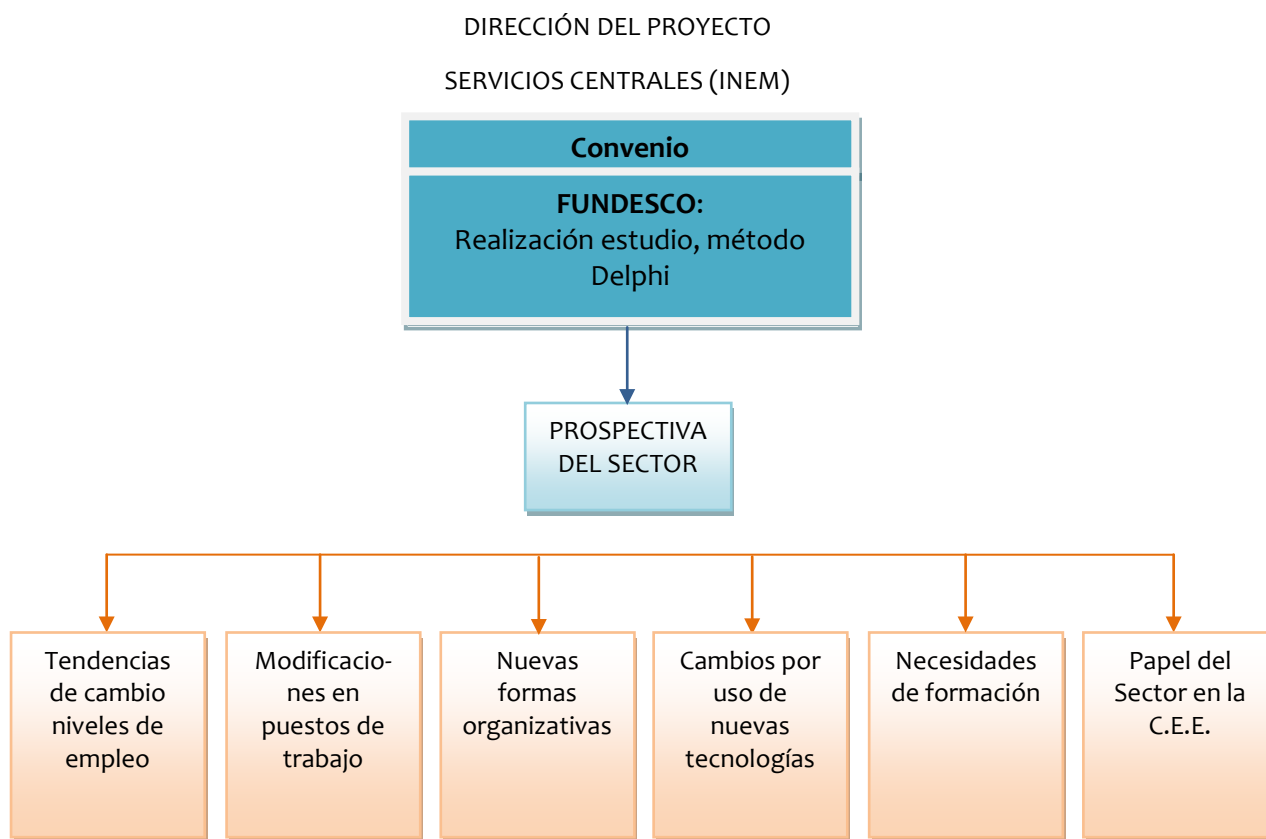 DIRECCIÓN DEL PROYECTO
SERVICIOS CENTRALES (INEM)
Convenio
FUNDESCO:
Realización estudio, método
Delphi
PROSPECTIVA
DEL SECTOR
Tendencias
de cambio
niveles de
empleo
Modificacio-
nes en
puestos de
trabajo
Nuevas
formas
organizativas
Cambios por
uso de
nuevas
tecnologías
Necesidades
de formación
Papel del
Sector en la
C.E.E.